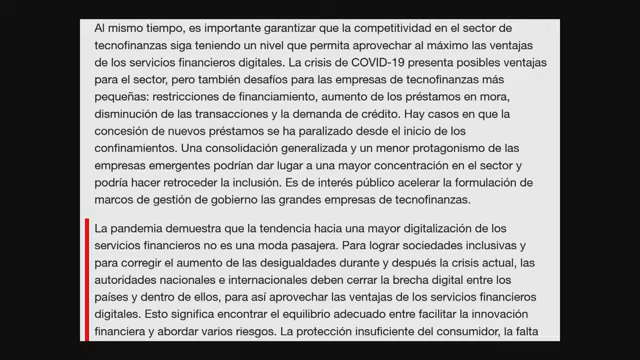 Al mismo tiempo, es importante garantizar que la competitividad en el sector de
tecnofinanzas siga teniendo un nivel que permita aprovechar al máximo las ventajas
de los servicios financieros digitales. La crisis de COVID-19 presenta posibles ventajas
para el sector, pero también desafíos para las empresas de tecnofinanzas más
pequeñas: restricciones de financiamiento, aumento de los préstamos en mora,
disminución de las transacciones y la demanda de crédito. Hay casos en que la
concesión de nuevos préstamos se ha paralizado desde el inicio de los
confinamientos. Una consolidación generalizada y un menor protagonismo de las
empresas emergentes podrían dar lugar a una mayor concentración en el sector y
podría hacer retroceder la inclusión. Es de interés público acelerar la formulación de
marcos de gestión de gobierno las grandes empresas de tecnofinanzas.
La pandemia demuestra que la tendencia hacia una mayor digitalización de los
servicios financieros no es una moda pasajera. Para lograr sociedades inclusivas y
para corregir el aumento de las desigualdades durante y después la crisis actual, las
autoridades nacionales e internacionales deben cerrar la brecha digital entre los
países y dentro de ellos, para así aprovechar las ventajas de los servicios financieros
digitales. Esto significa encontrar el equilibrio adecuado entre facilitar la innovación
financiera y abordar varios riesgos. La protección insuficiente del consumidor, la falta